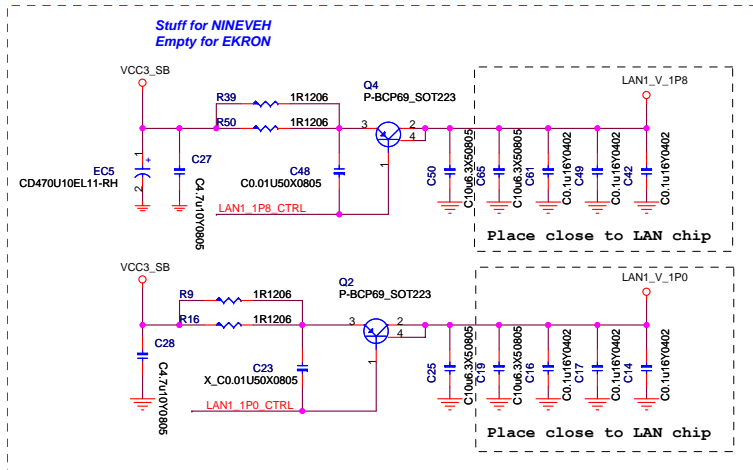 Stuff for NINEVEH
Empty for EKRON
VCC3_SB
R39
1R1206
R50
1R1206
Q4
P-BCP69_SOT223
3
2
4
1
LAN1_V_1P8
EC5
CD470U10EL11-RH
1
+
2
C27
C4.7u10Y0805
C48
C0.01U50X0805
LAN1_1P8_CTRL
C50
C10u6.3X50805
C65
C10u6.3X50805
C61
C0.1u16Y0402
C49
C0.1u16Y0402
C42
C0.1u16Y0402
Place close to LAN chip
VCC3_SB
R9
1R1206
R16
1R1206
Q2
P-BCP69_SOT223
3
2
4
1
LAN1_V_1P0
C28
C4.7u10Y0805
C23
X_C0.01U50X0805
LAN1_1P0_CTRL
C25
C10u6.3X50805
C19
C10u6.3X50805
C16
C0.1u16Y0402
C17
C0.1u16Y0402
C14
C0.1u16Y0402
Place close to LAN chip